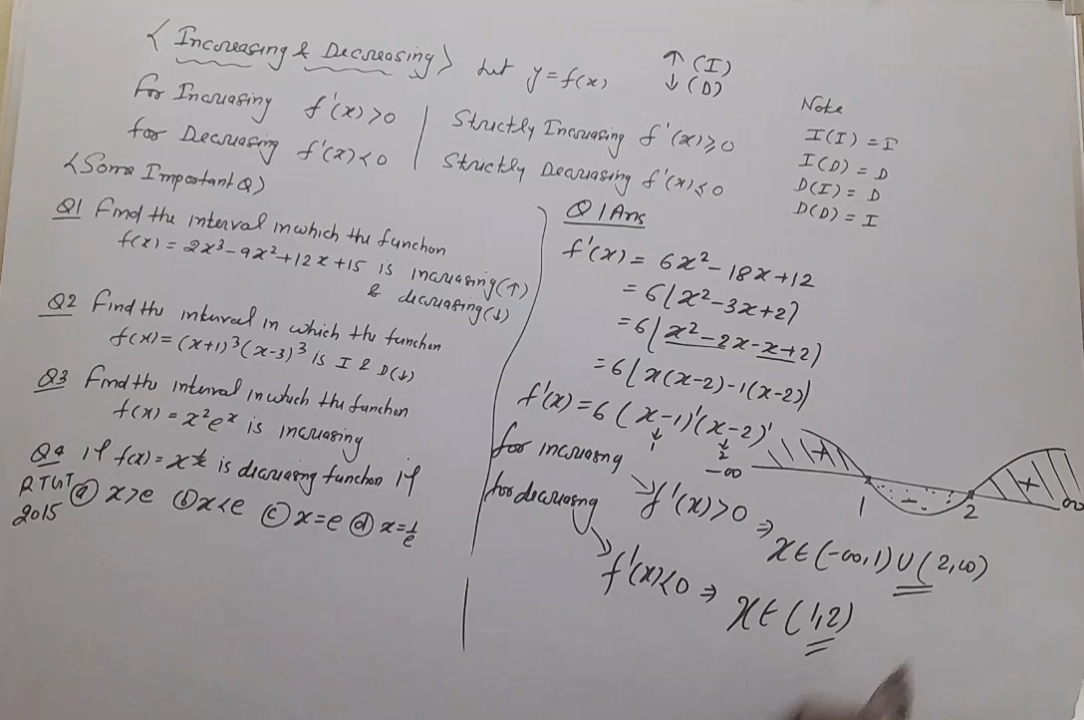 < Increasing & Decreasing > Let y = f(x)
↑ (I)
↓ (D)
For Increasing f'(x) > 0
for Decreasing f'(x) < 0
Strictly Increasing f'(x) ≥ 0
Strictly Decreasing f'(x) ≤ 0
Note
I(I) = I
I(D) = D
D(I) = D
D(D) = I
<Some Important Q>
Q1 Find the interval in which the function
f(x) = 2x³ - 9x² + 12x + 15 is increasing (↑)
& decreasing (↓)
Q2 Find the interval in which the function
f(x) = (x+1)³ (x-3)³ is I & D(↓)
Q3 Find the interval in which the function
f(x) = x² eˣ is increasing
Q4 if f(x) = x^(1/x) is decreasing function if
RTGT
2015
ⓐ x > e ⓑ x < e ⓒ x = e ⓓ x = 1/e
Q1 Ans
f'(x) = 6x² - 18x + 12
= 6(x² - 3x + 2)
= 6(x² - 2x - x + 2)
= 6(x(x-2) - 1(x-2))
f'(x) = 6 (x-1)'(x-2)'
↓ ↓
1 2
-∞ + 1 - 2 + ∞
for increasing
⇒ f'(x) > 0 ⇒ x ∈ (-∞, 1) ∪ (2, ∞)
for decreasing
⇒ f'(x) < 0 ⇒ x ∈ (1, 2)